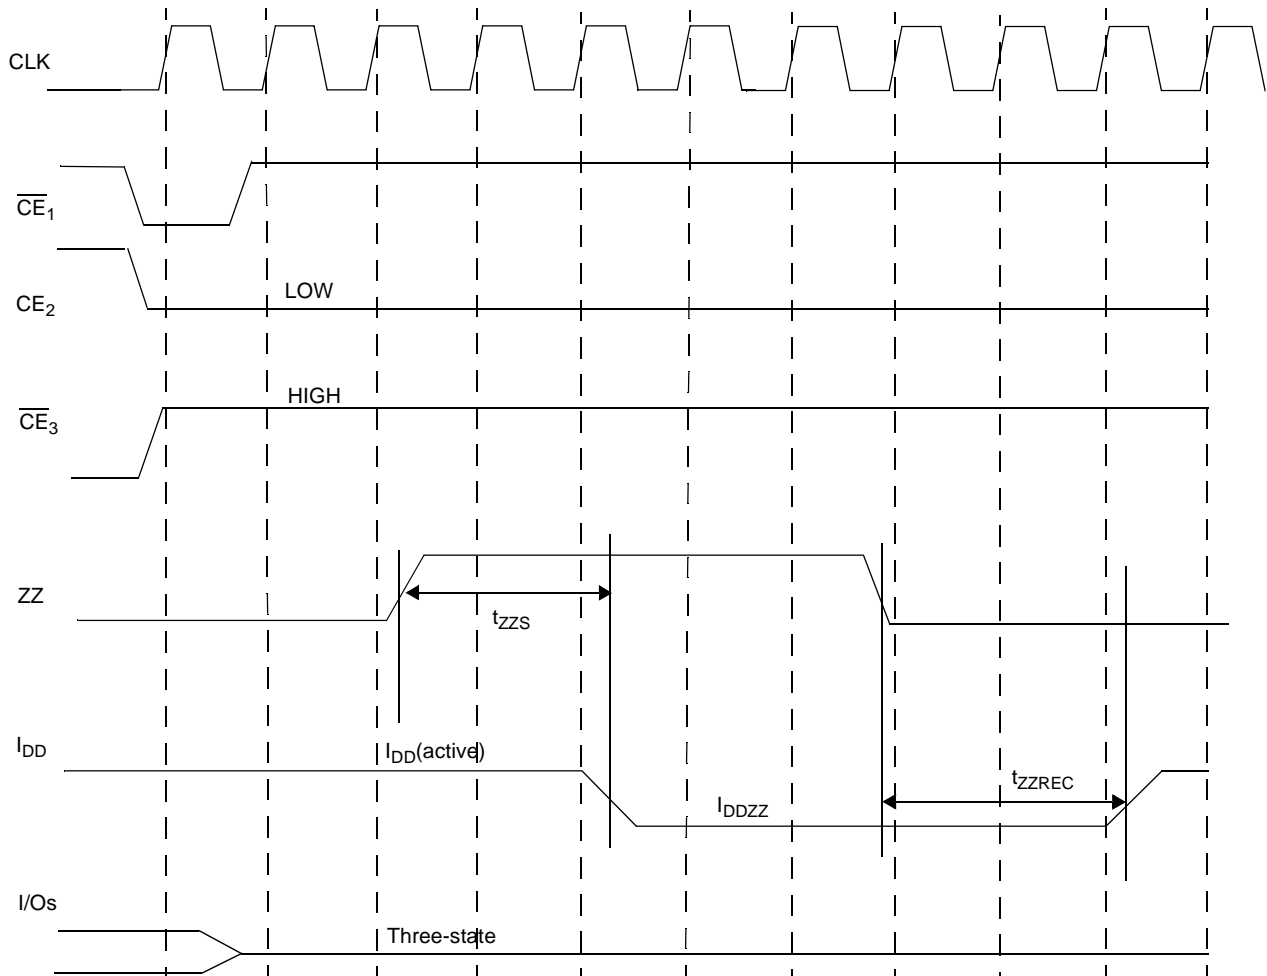 CLK
CE1
CE2
LOW
CE3
HIGH
ZZ
tZZS
IDD
IDD(active)
IDDZZ
tZZREC
I/Os
Three-state